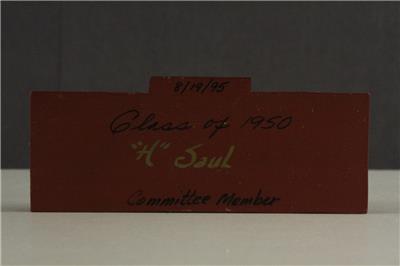 8/19/95
Class of 1950
"H" Saul
Committee Member